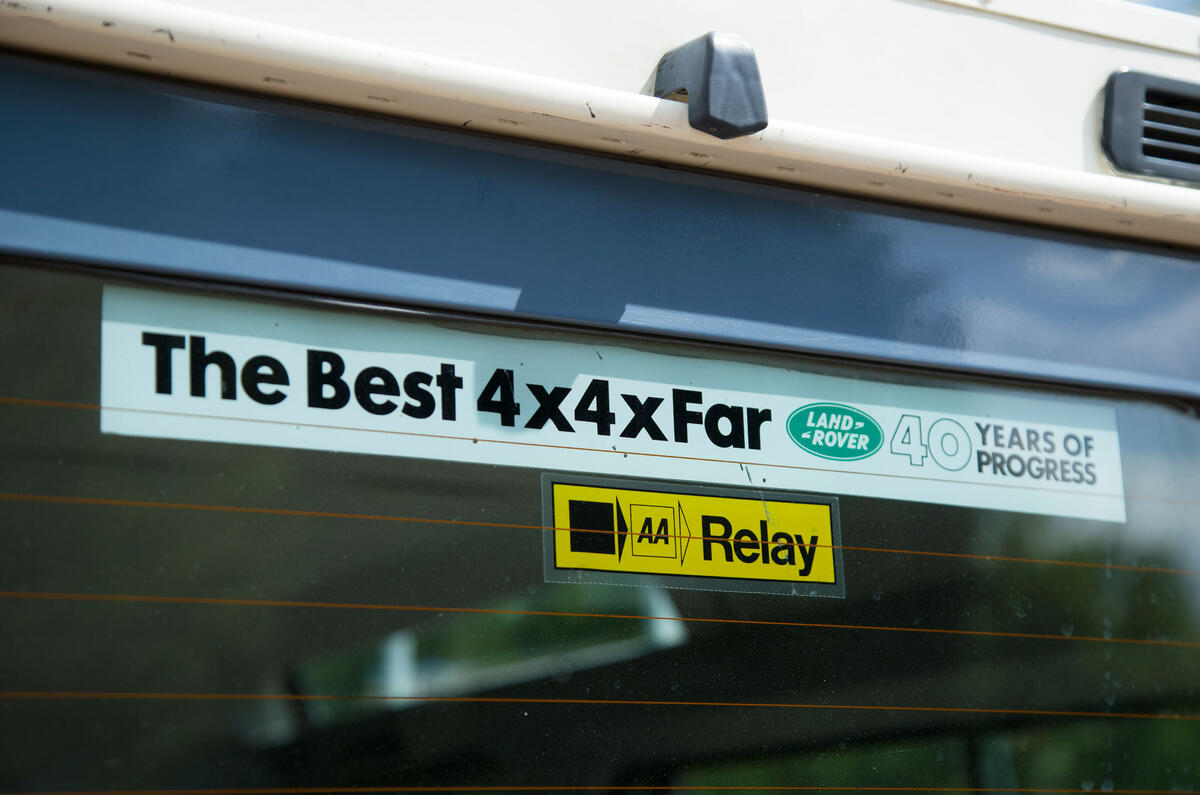 The Best 4x4xFar
LAND-
-ROVER
40
YEARS OF
PROGRESS
AA
Relay